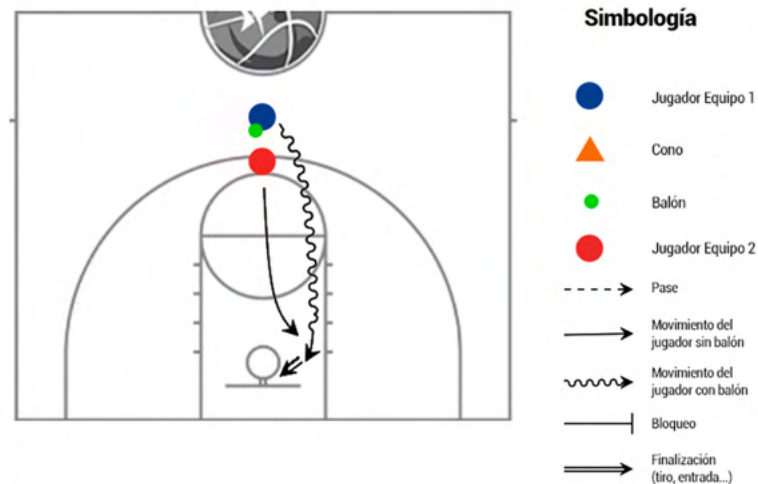 Simbología
Jugador Equipo 1
Cono
Balón
Jugador Equipo 2
Pase
Movimiento del
jugador sin balón
Movimiento del
jugador con balón
Bloqueo
Finalización
(tiro, entrada...)